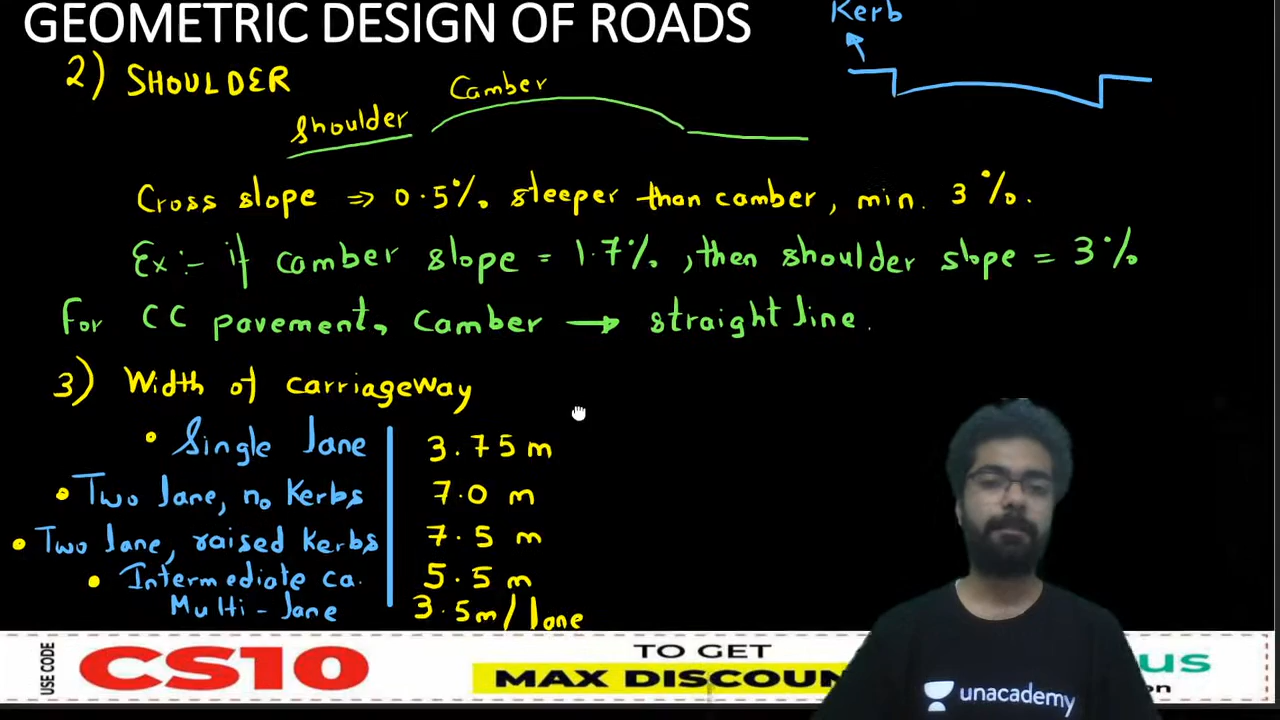 GEOMETRIC DESIGN OF ROADS
Kerb
2) SHOULDER
Camber
Shoulder
Cross slope ⇒ 0.5% steeper than camber, min. 3%.
Ex:- if camber slope = 1.7%, then shoulder slope = 3%
For CC pavement, Camber → straight line.
3) Width of carriageway
• Single lane | 3.75 m
• Two lane, no Kerbs | 7.0 m
• Two lane, raised Kerbs | 7.5 m
• Intermediate ca. | 5.5 m
Multi-lane | 3.5m/lane
USE CODE
CS10
TO GET
MAX DISCOUN
us
on
unacademy